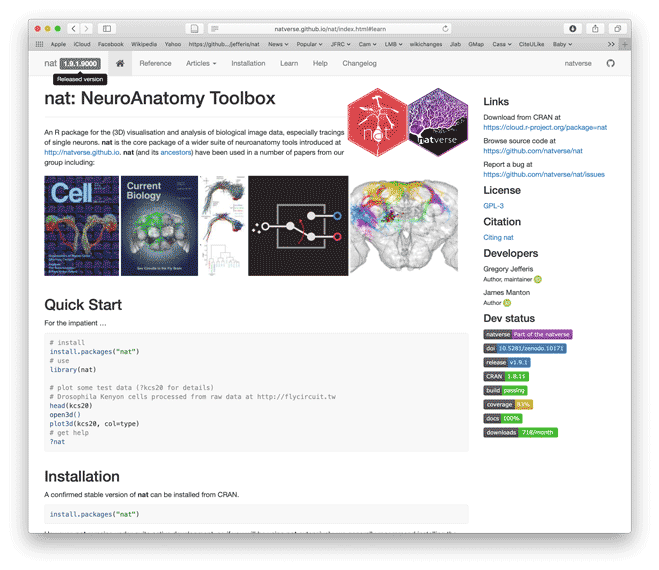 natverse.github.io/nat/index.html#learn
Apple iCloud Facebook Wikipedia Yahoo News Popular JFRC Cam LMB wikichanges Jlab GMap Casa CiteULike Baby
nat 1.9.1.9000 Reference Articles Installation Learn Help Changelog natverse
Released version
nat: NeuroAnatomy Toolbox
nat
natverse
An R package for the (3D) visualisation and analysis of biological image data, especially tracings
of single neurons. nat is the core package of a wider suite of neuroanatomy tools introduced at
http://natverse.github.io. nat (and its ancestors) have been used in a number of papers from our
group including:
Cell
Current
Biology
Quick Start
For the impatient …
# install
install.packages("nat")
# use
library(nat)
# plot some test data (?kcs20 for details)
# Drosophila Kenyon cells processed from raw data at http://flycircuit.tw
head(kcs20)
open3d()
plot3d(kcs20, col=type)
# get help
?nat
Installation
A confirmed stable version of nat can be installed from CRAN.
install.packages("nat")
Links
Download from CRAN at
https://cloud.r-project.org/package=nat
Browse source code at
https://github.com/natverse/nat
Report a bug at
https://github.com/natverse/nat/issues
License
GPL-3
Citation
Citing nat
Developers
Gregory Jefferis
Author, maintainer
James Manton
Author
Dev status
natverse Part of the natverse
doi 10.5281/zenodo.10171
release v1.9.1
CRAN 1.8.15
build passing
coverage 83%
docs 100%
downloads 718/month